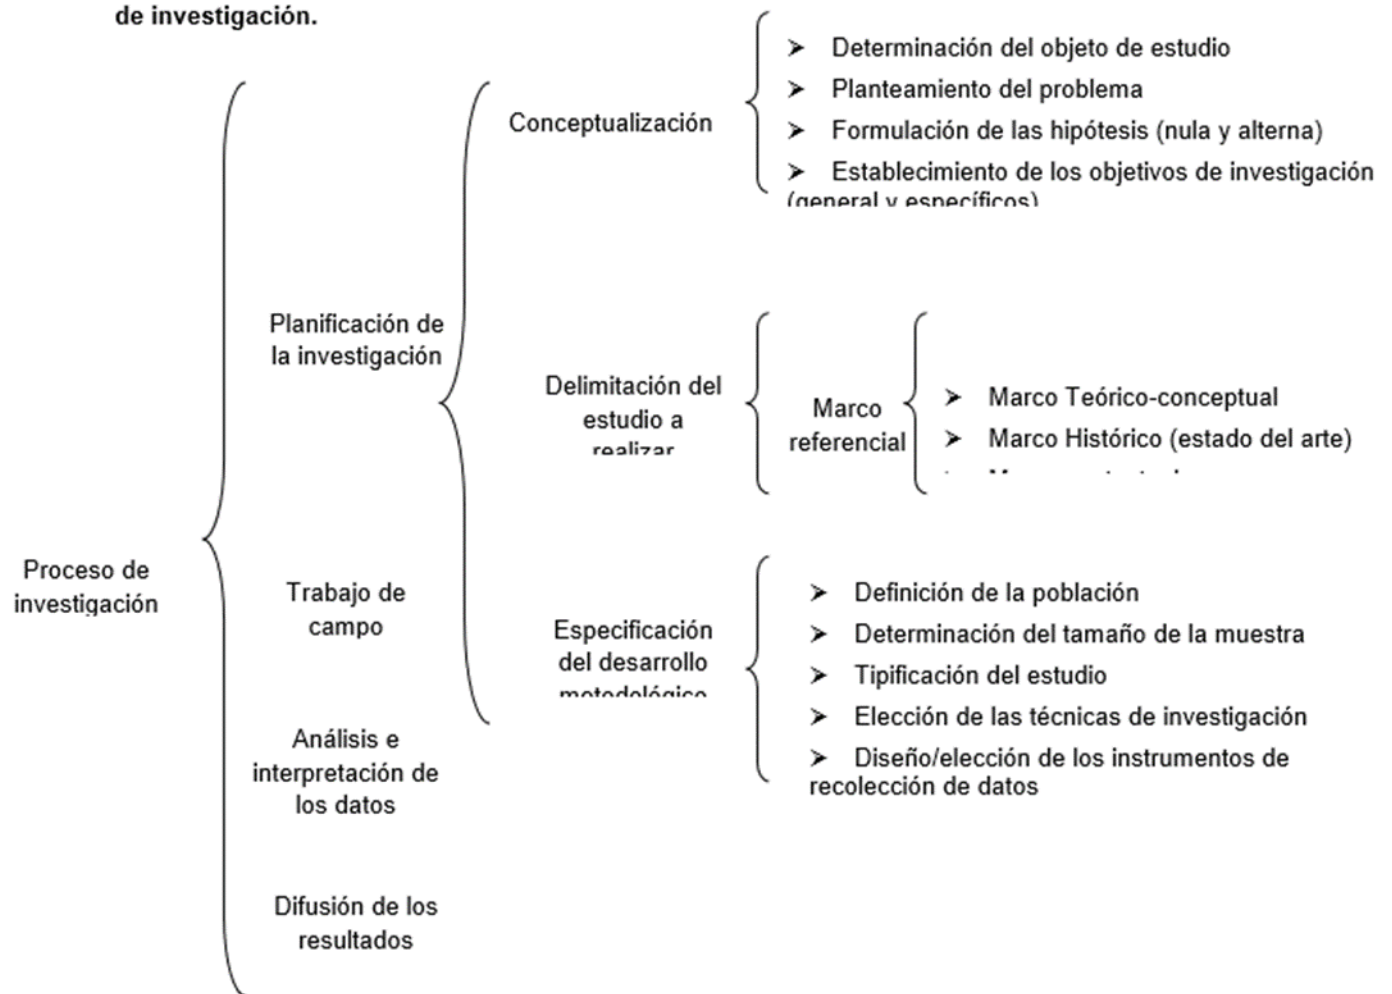 de investigación.
➤ Determinación del objeto de estudio
➤ Planteamiento del problema
➤ Formulación de las hipótesis (nula y alterna)
➤ Establecimiento de los objetivos de investigación
(general y específicos)
Conceptualización
Planificación de
la investigación
Delimitación del
estudio a
realizar
Marco
referencial
➤ Marco Teórico-conceptual
➤ Marco Histórico (estado del arte)
Proceso de
investigación
Trabajo de
campo
Especificación
del desarrollo
metodológico
➤ Definición de la población
➤ Determinación del tamaño de la muestra
➤ Tipificación del estudio
➤ Elección de las técnicas de investigación
➤ Diseño/elección de los instrumentos de
recolección de datos
Análisis e
interpretación de
los datos
Difusión de los
resultados